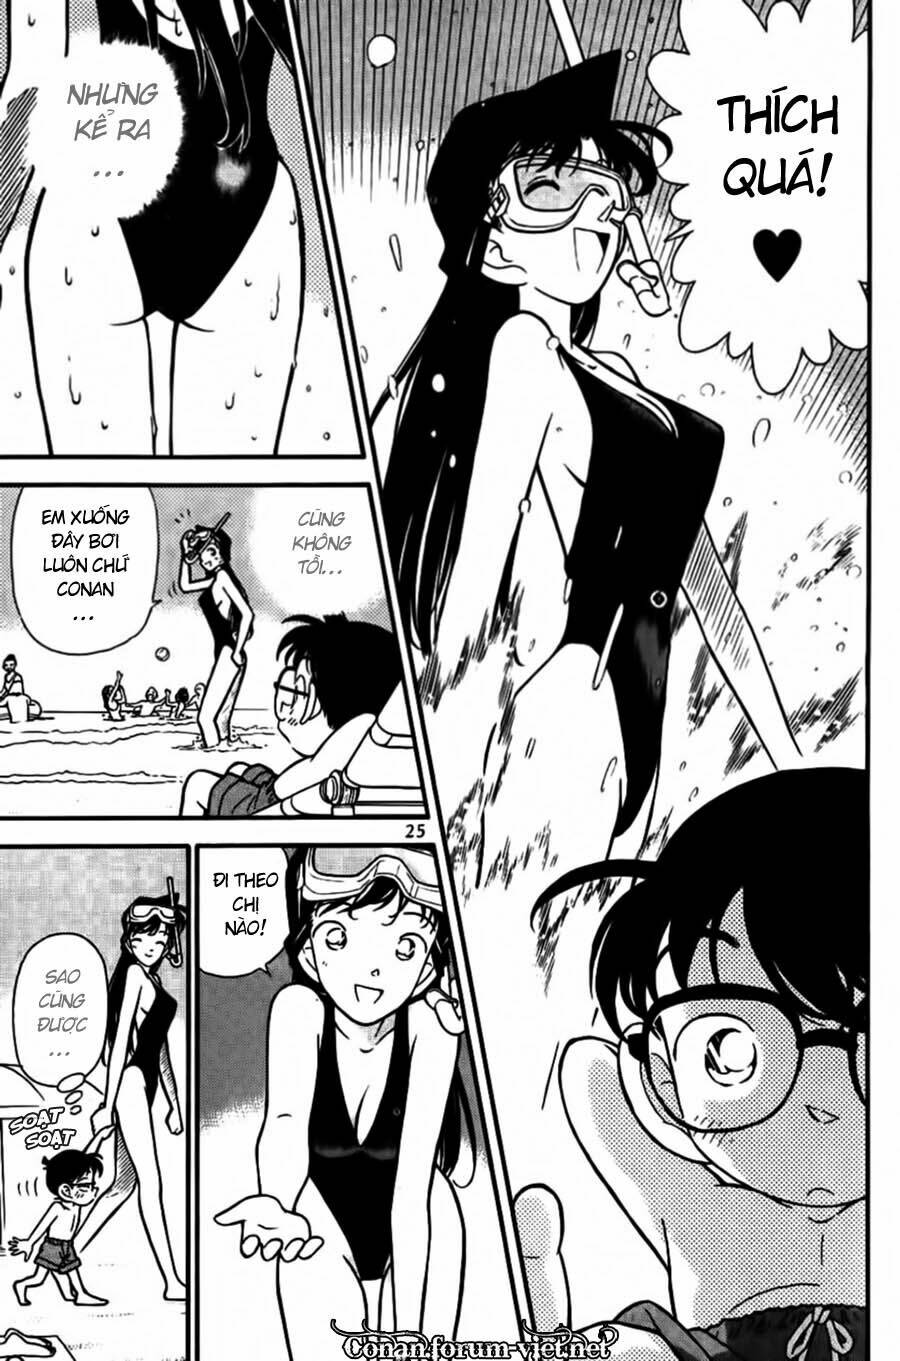 NHƯNG
KỂ RA
...
THÍCH
QUÁ!
♥
EM XUỐNG
ĐÂY BƠI
LUÔN CHỨ
CONAN
...
CŨNG
KHÔNG
TỒI...
25
SAO
CŨNG
ĐƯỢC
...
SOẠT
SOẠT
ĐI THEO
CHỊ
NÀO!
Conan.forum-viet.net